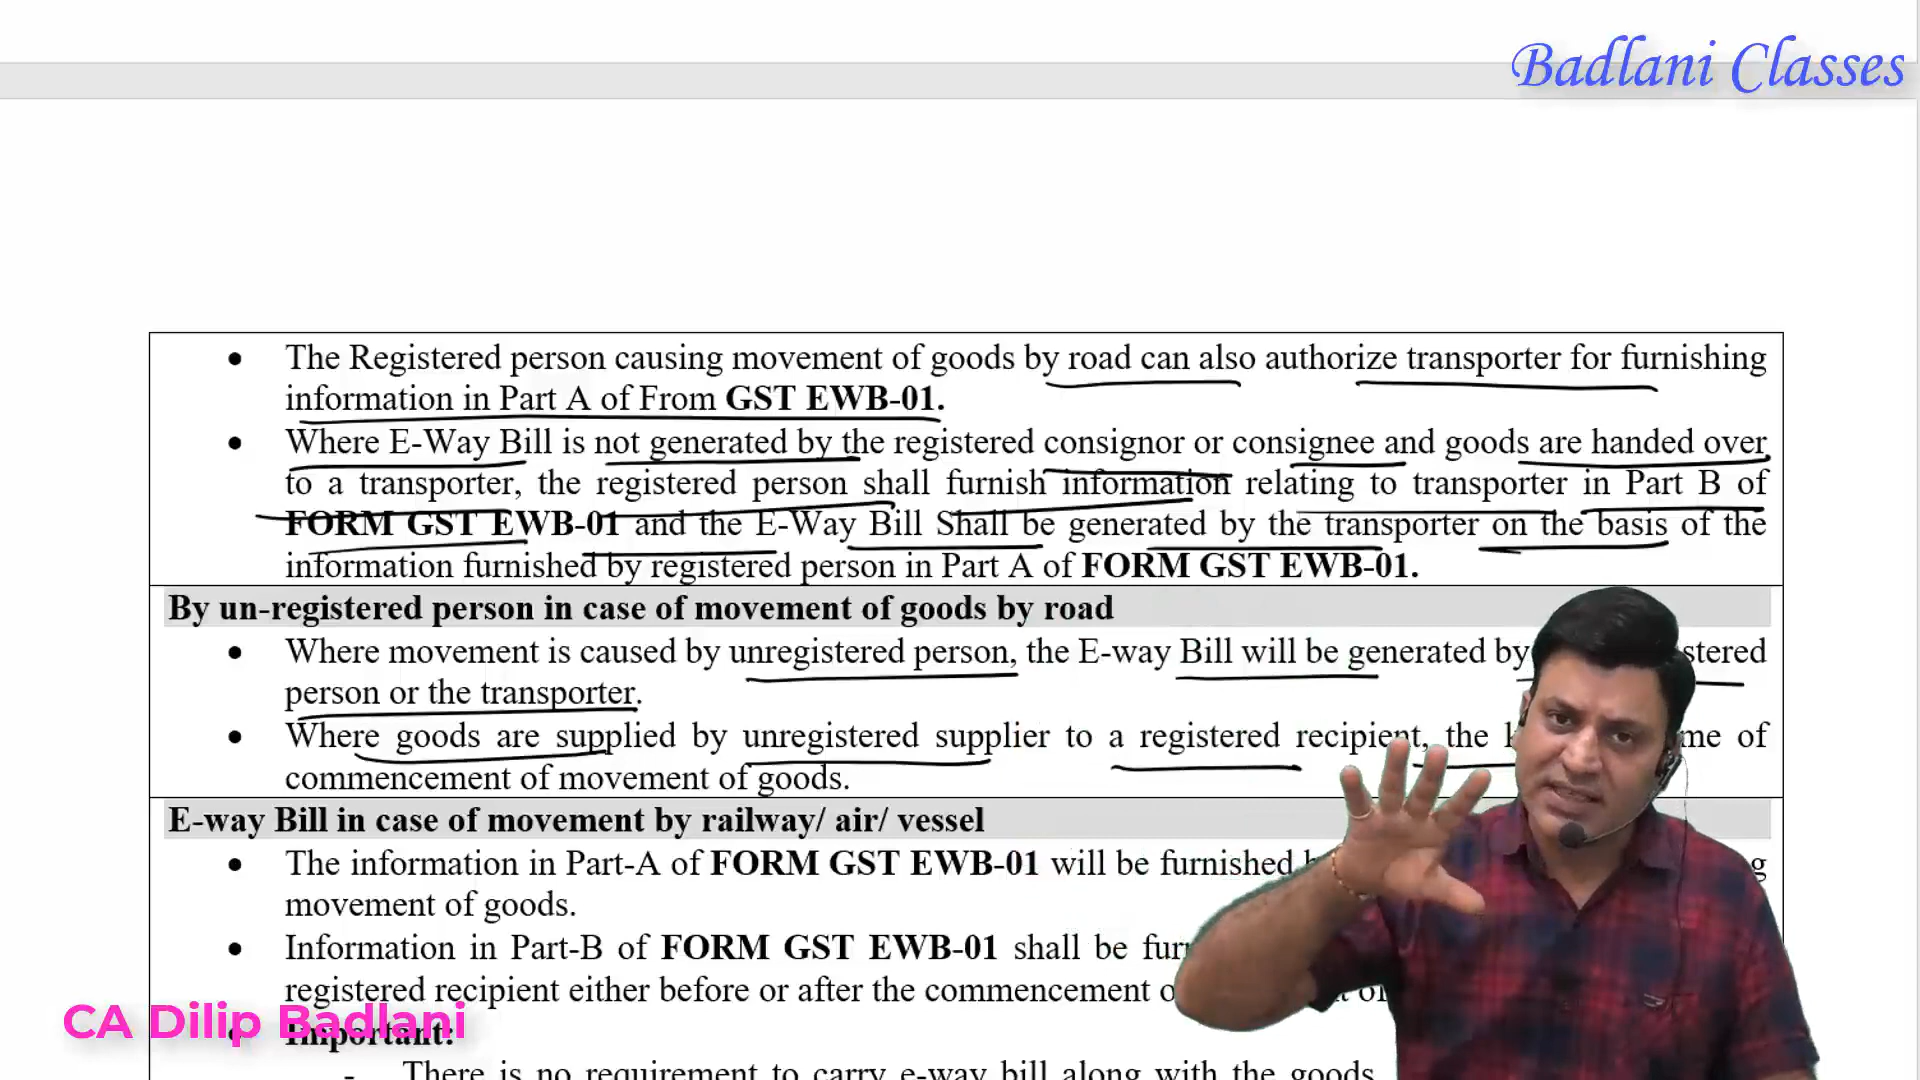 Badlani Classes
• The Registered person causing movement of goods by road can also authorize transporter for furnishing
information in Part A of From GST EWB-01.
• Where E-Way Bill is not generated by the registered consignor or consignee and goods are handed over
to a transporter, the registered person shall furnish information relating to transporter in Part B of
FORM GST EWB-01 and the E-Way Bill Shall be generated by the transporter on the basis of the
information furnished by registered person in Part A of FORM GST EWB-01.
By un-registered person in case of movement of goods by road
• Where movement is caused by unregistered person, the E-way Bill will be generated by
person or the transporter.
• Where goods are supplied by unregistered supplier to a registered recipient, the of
commencement of movement of goods.
E-way Bill in case of movement by railway/ air/ vessel
• The information in Part-A of FORM GST EWB-01 will be furnished
movement of goods.
• Information in Part-B of FORM GST EWB-01 shall be
registered recipient either before or after the commencement
CA Dilip Badlani
• Important:
- There is no requirement to carry e-way bill along with the goods